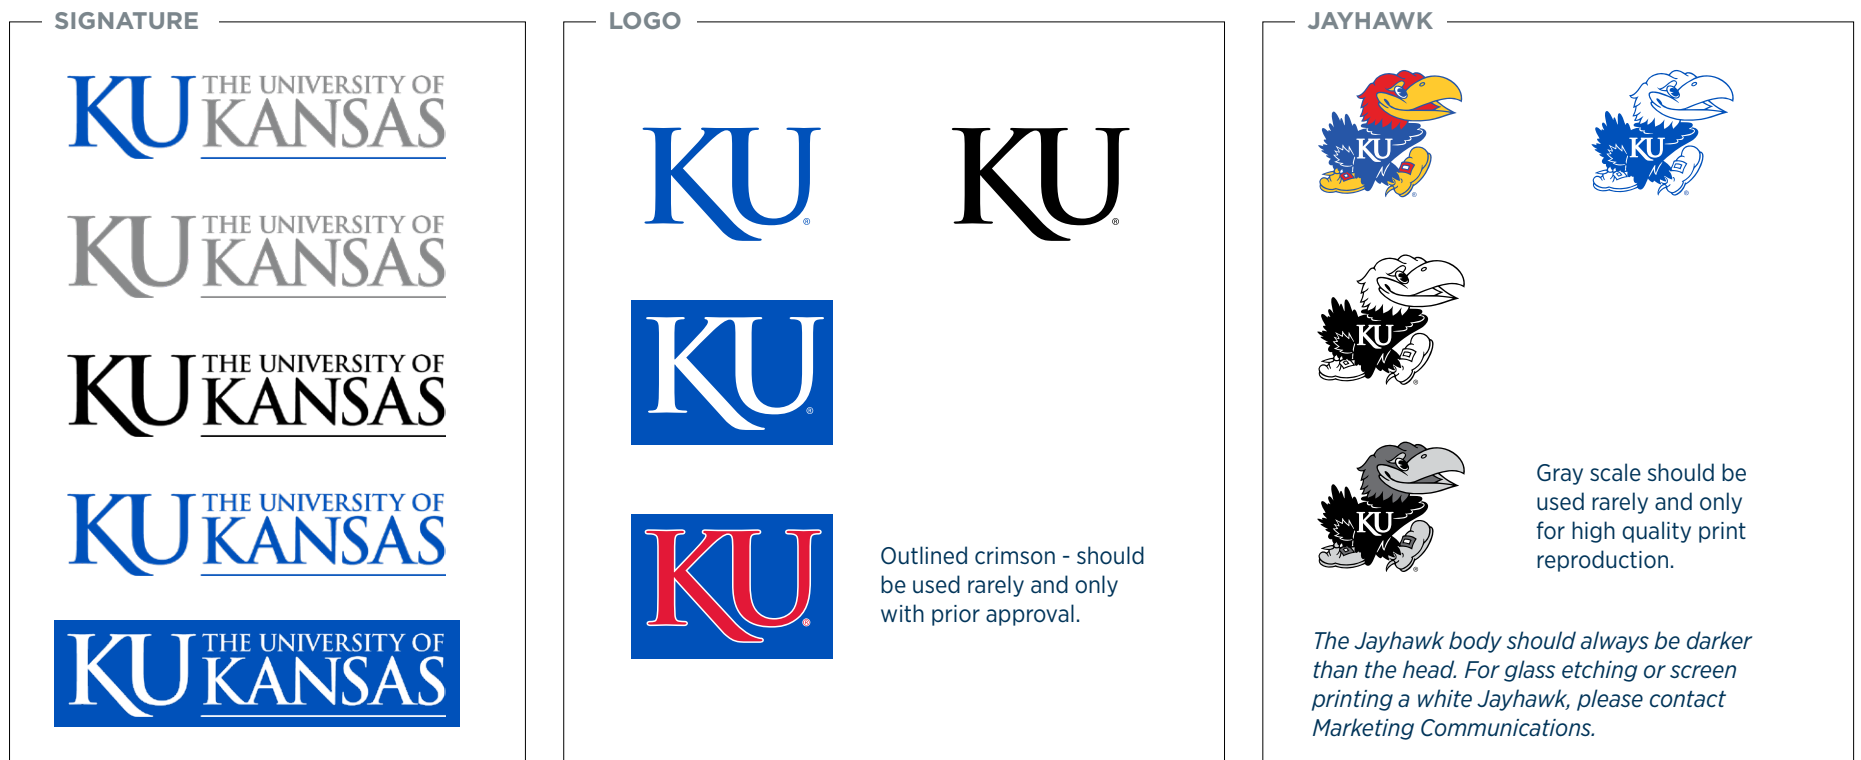 SIGNATURE
KU THE UNIVERSITY OF
KANSAS
KU THE UNIVERSITY OF
KANSAS
KU THE UNIVERSITY OF
KANSAS
KU THE UNIVERSITY OF
KANSAS
KU THE UNIVERSITY OF
KANSAS
LOGO
KU®
KU®
KU®
KU®
Outlined crimson - should
be used rarely and only
with prior approval.
JAYHAWK
KU®
KU®
KU®
KU®
Gray scale should be
used rarely and only
for high quality print
reproduction.
The Jayhawk body should always be darker
than the head. For glass etching or screen
printing a white Jayhawk, please contact
Marketing Communications.